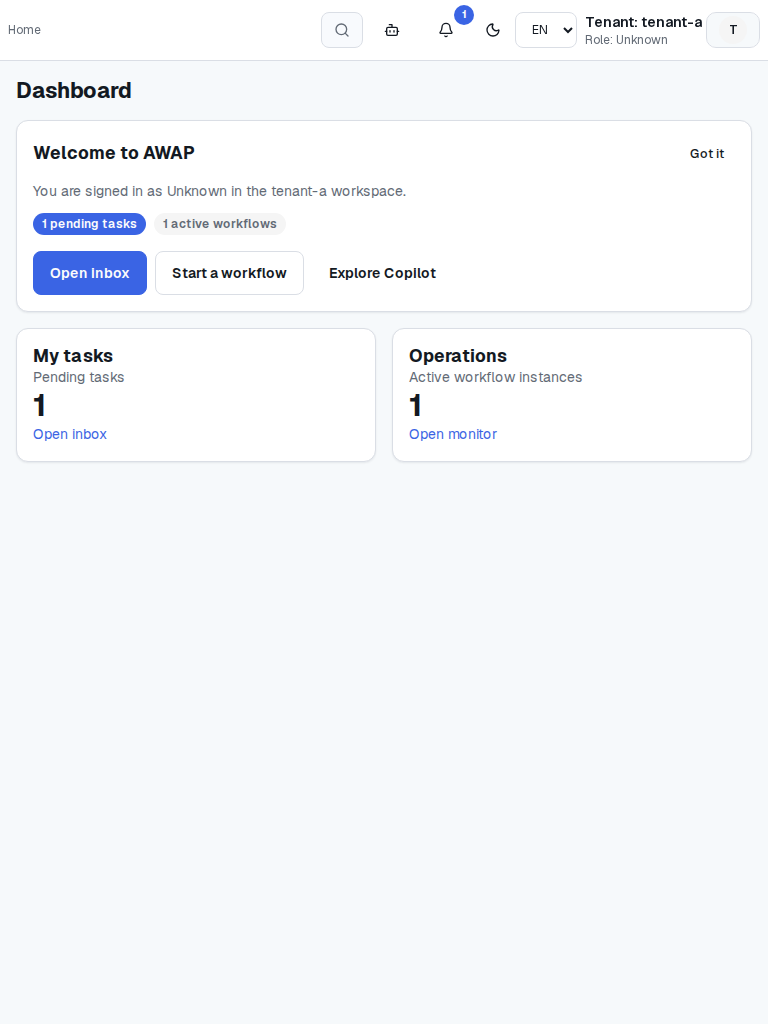 Home
1
EN
Tenant: tenant-a
Role: Unknown
T
Dashboard
Welcome to AWAP
Got it
You are signed in as Unknown in the tenant-a workspace.
1 pending tasks
1 active workflows
Open inbox
Start a workflow
Explore Copilot
My tasks
Pending tasks
1
Open inbox
Operations
Active workflow instances
1
Open monitor